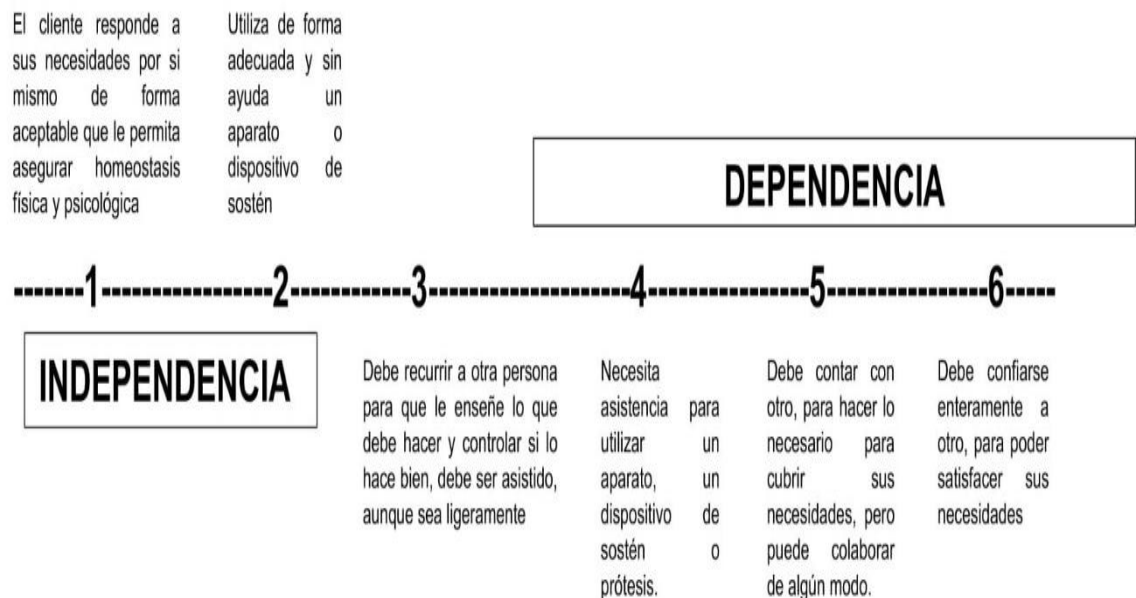 El cliente responde a
sus necesidades por si
mismo de forma
aceptable que le permita
asegurar homeostasis
física y psicológica
Utiliza de forma
adecuada y sin
ayuda un
aparato o
dispositivo de
sostén
DEPENDENCIA
-------1-----------------2------------3--------------------4----------------5----------------6-----
INDEPENDENCIA
Debe recurrir a otra persona
para que le enseñe lo que
debe hacer y controlar si lo
hace bien, debe ser asistido,
aunque sea ligeramente
Necesita
asistencia para
utilizar un
aparato, un
dispositivo de
sostén o
prótesis.
Debe contar con
otro, para hacer lo
necesario para
cubrir sus
necesidades, pero
puede colaborar
de algún modo.
Debe confiarse
enteramente a
otro, para poder
satisfacer sus
necesidades